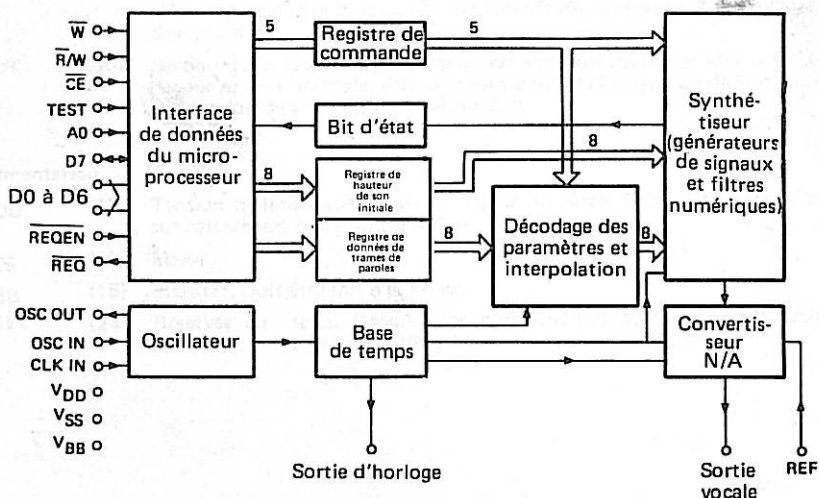 W
R/W
CE
TEST
A0
D7
D0 à D6
REQEN
REQ
OSC OUT
OSC IN
CLK IN
VDD
VSS
VBB
Interface
de données
du micro-
processeur
Oscillateur
5
Registre de
commande
5
Bit d'état
8
Registre de
hauteur
de son
initiale
8
Registre de
données de
trames de
paroles
8
Décodage des
paramètres et
interpolation
8
Synthé-
tiseur
(générateurs
de signaux
et filtres
numériques)
Base
de temps
Convertis-
seur
N/A
Sortie d'horloge
Sortie
vocale
REF